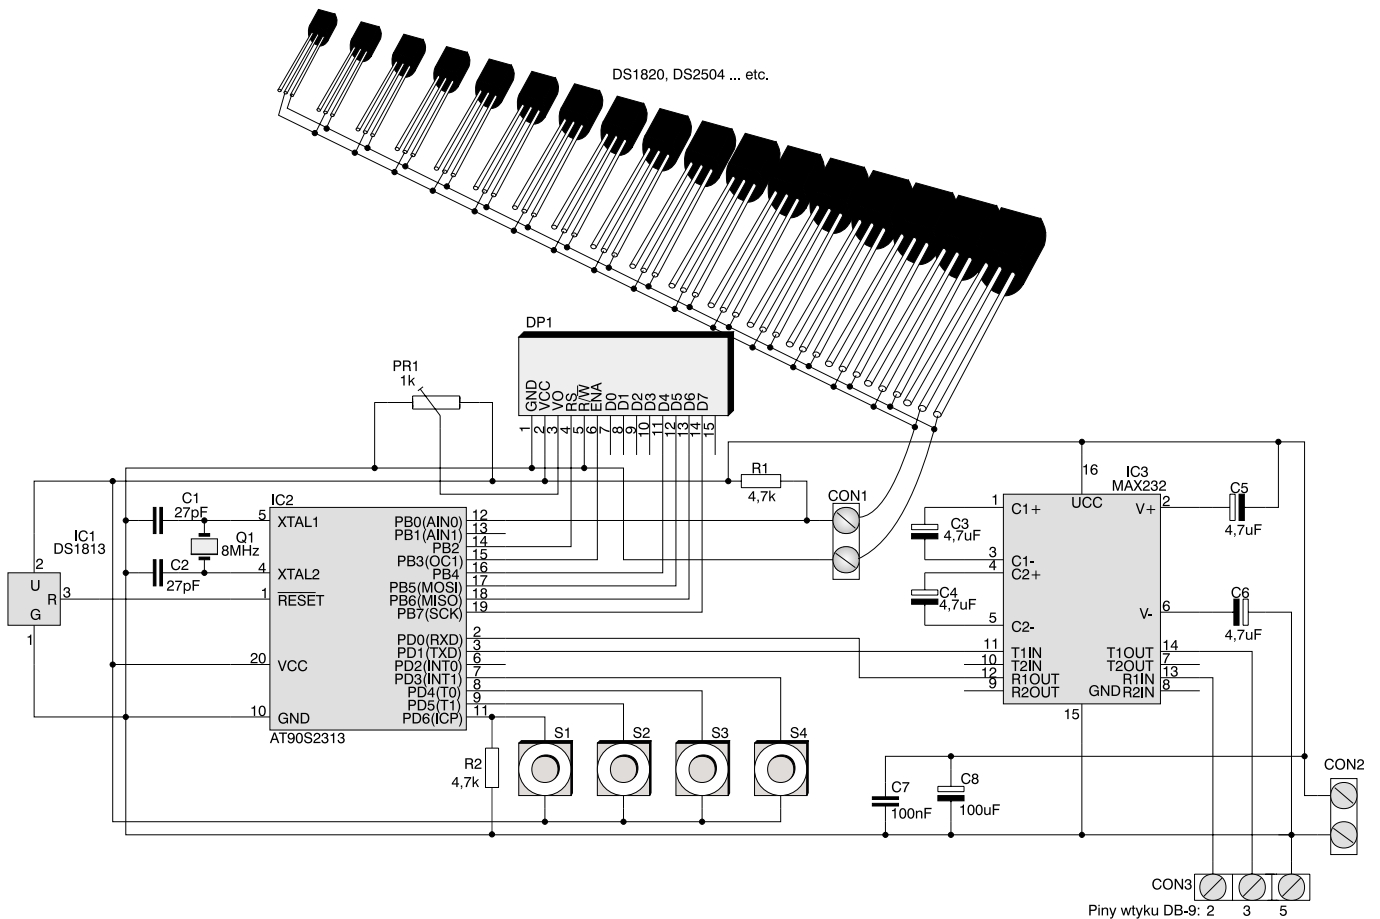 DS1820, DS2504 ... etc.
DP1
PR1
1k
GND
VCC
VO
RS
R/W
ENA
D0
D1
D2
D3
D4
D5
D6
D7
1
2
3
4
5
6
7
8
9
10
11
12
13
14
15
R1
4,7k
CON1
IC3
MAX232
16
UCC
1
C1+
3
C1-
4
C2+
5
C2-
11
T1IN
10
T2IN
12
R1OUT
9
R2OUT
15
V+
2
V-
6
T1OUT
14
T2OUT
7
R1IN
13
GND
R2IN
8
C3
4,7uF
C4
4,7uF
C5
4,7uF
C6
4,7uF
C1
27pF
C2
27pF
Q1
8MHz
IC1
DS1813
2
U
R
3
G
1
IC2
AT90S2313
5
XTAL1
4
XTAL2
1
RESET
20
VCC
10
GND
PB0(AIN0)
12
PB1(AIN1)
13
PB2
14
PB3(OC1)
15
PB4
16
PB5(MOSI)
17
PB6(MISO)
18
PB7(SCK)
19
PD0(RXD)
2
PD1(TXD)
3
PD2(INT0)
6
PD3(INT1)
7
PD4(T0)
8
PD5(T1)
9
PD6(ICP)
11
R2
4,7k
S1
S2
S3
S4
C7
100nF
C8
100uF
CON2
CON3
Piny wtyku DB-9: 2 3 5